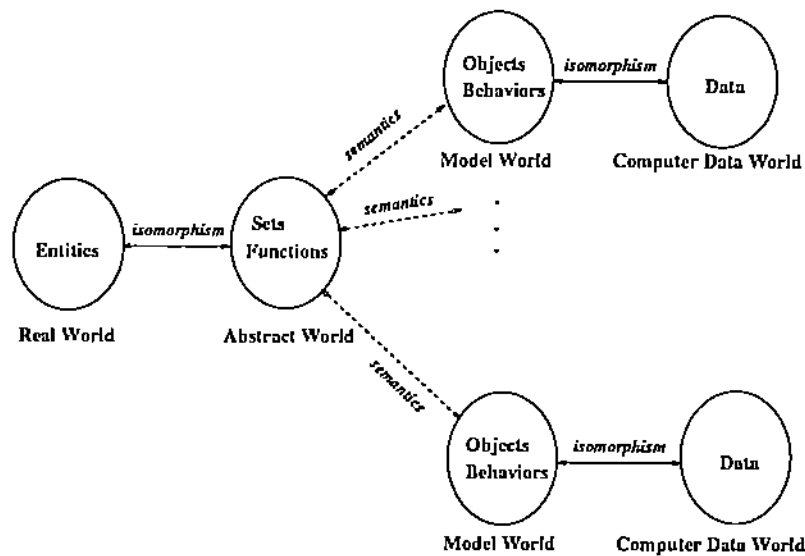 Objects
Behaviors
isomorphism
Data
Model World
Computer Data World
semantics
semantics
Entities
isomorphism
Sets
Functions
Real World
Abstract World
semantics
Objects
Behaviors
isomorphism
Data
Model World
Computer Data World